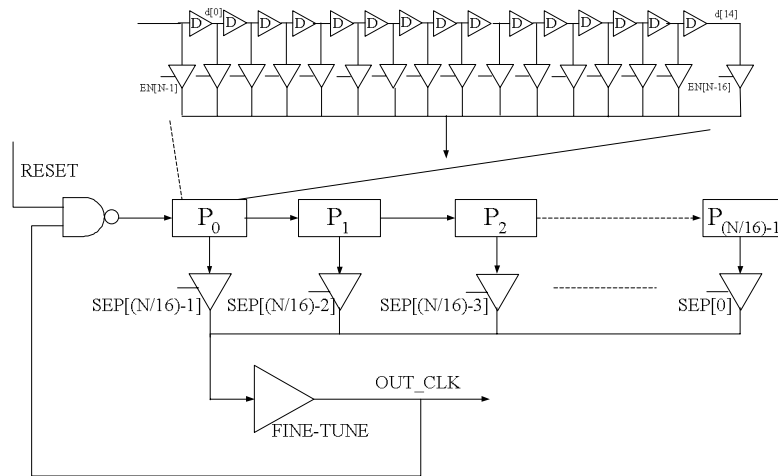 d[0] d[14]
D D D D D D D D D D D D D D D
EN[N-1] EN[N-16]
RESET
P0 P1 P2 P(N/16)-1
SEP[(N/16)-1] SEP[(N/16)-2] SEP[(N/16)-3] SEP[0]
OUT_CLK
FINE-TUNE